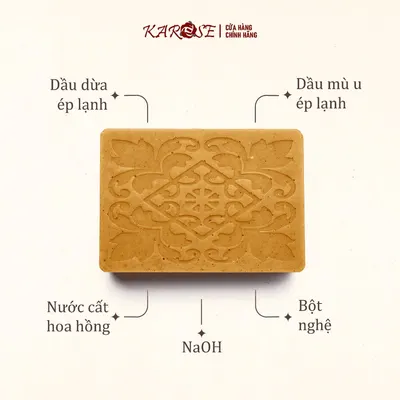 KAROSE
CỬA HÀNG
CHÍNH HÃNG
Dầu dừa
ép lạnh
Dầu mù u
ép lạnh
Nước cất
hoa hồng
NaOH
Bột
nghệ